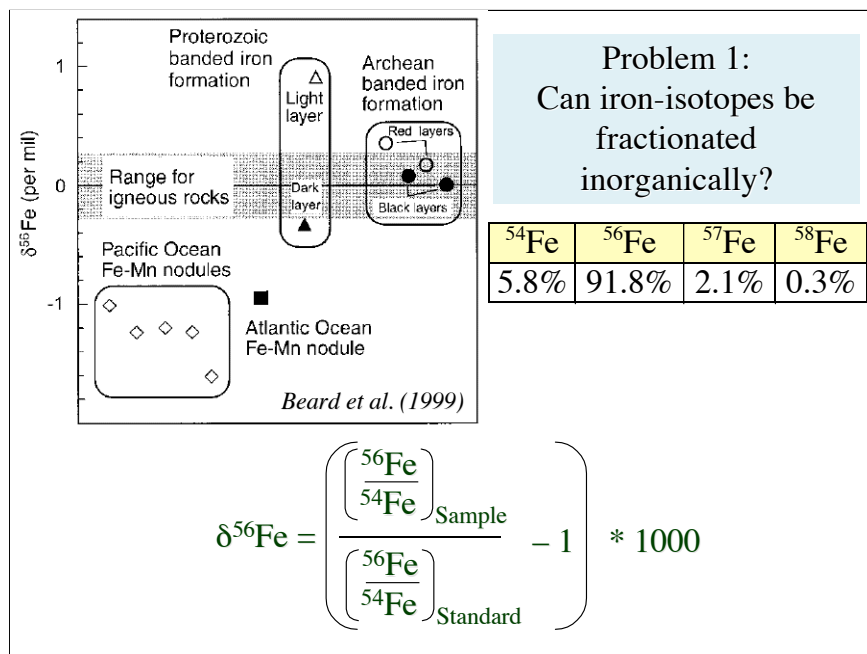 Proterozoic
banded iron
formation
Archean
banded iron
formation
1
Light
layer
Red layers
Range for
igneous rocks
0
Dark
layer
Black layers
δ⁵⁶Fe (per mil)
Pacific Ocean
Fe-Mn nodules
-1
Atlantic Ocean
Fe-Mn nodule
Beard et al. (1999)
Problem 1:
Can iron-isotopes be
fractionated
inorganically?
⁵⁴Fe ⁵⁶Fe ⁵⁷Fe ⁵⁸Fe
5.8% 91.8% 2.1% 0.3%
⁵⁶Fe
⁵⁴Fe
Sample
δ⁵⁶Fe = – 1 * 1000
⁵⁶Fe
⁵⁴Fe
Standard